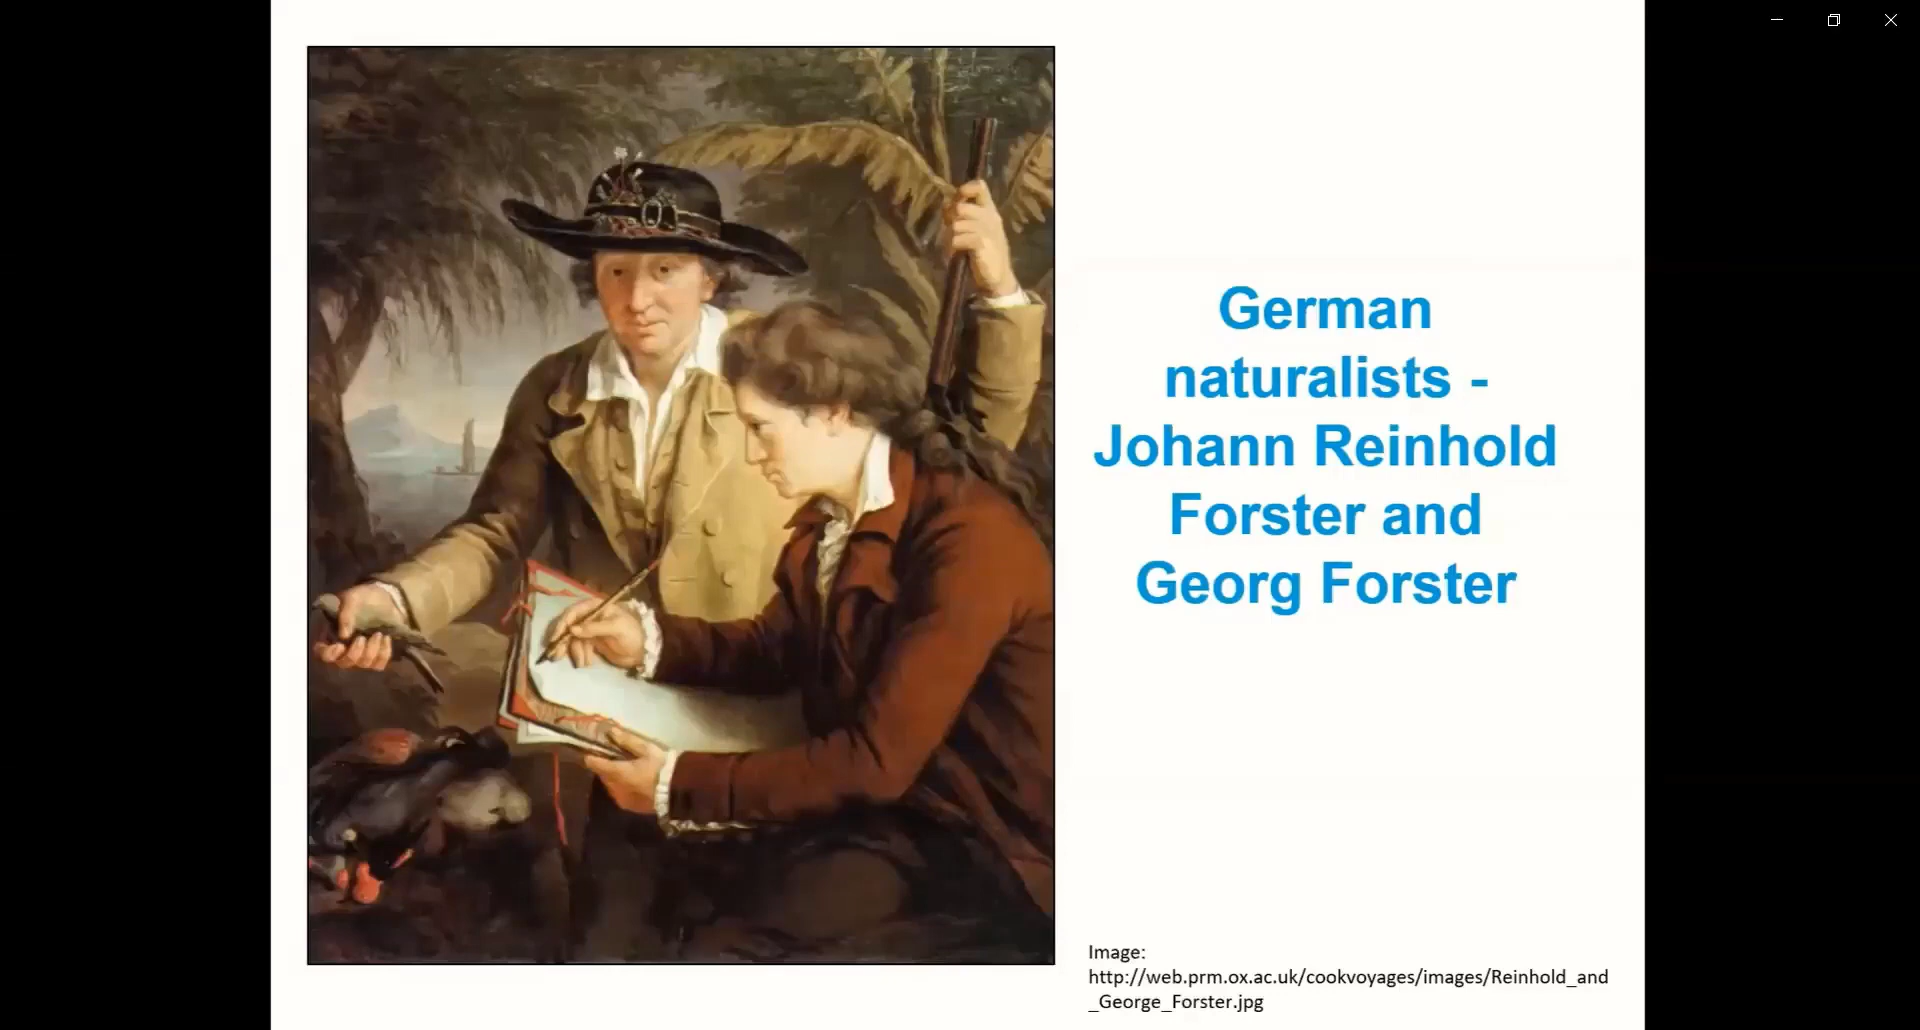 German
naturalists -
Johann Reinhold
Forster and
Georg Forster
Image:
http://web.prm.ox.ac.uk/cookvoyages/images/Reinhold_and
_George_Forster.jpg